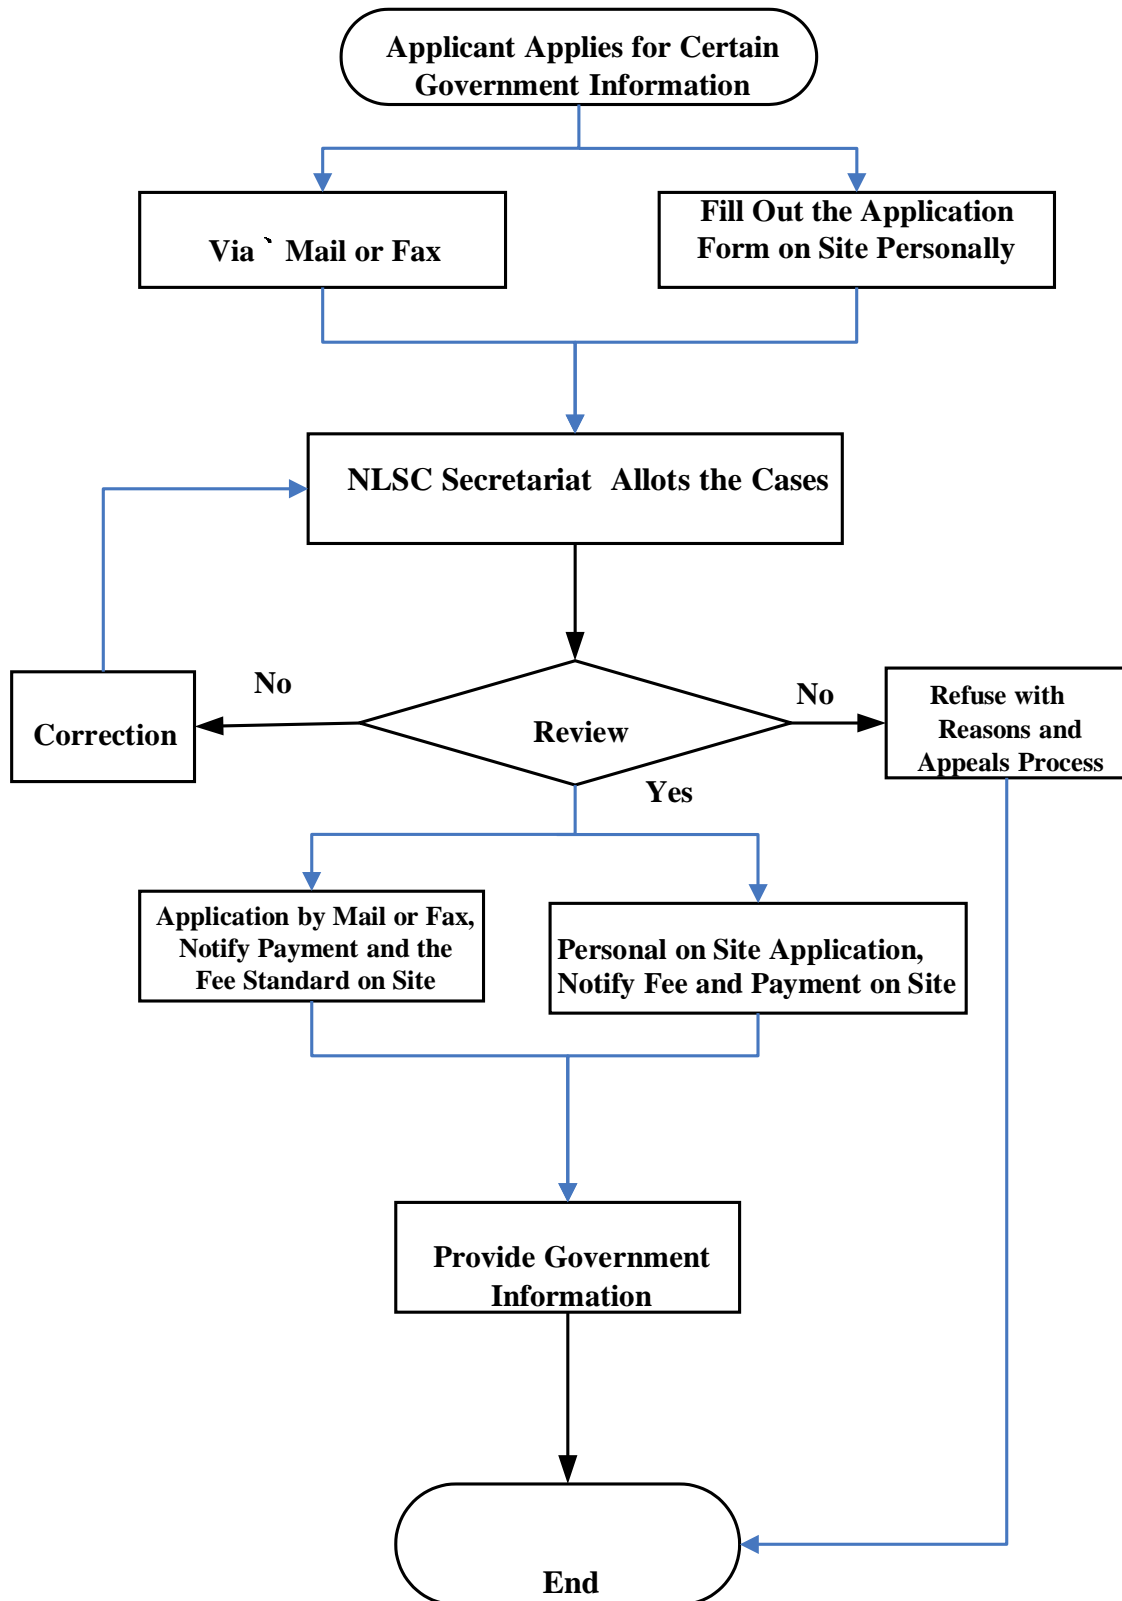 Applicant Applies for Certain
Government Information
Via ` Mail or Fax
Fill Out the Application
Form on Site Personally
NLSC Secretariat  Allots the Cases
No
No
Correction
Review
Refuse with
Reasons and
Appeals Process
Yes
Application by Mail or Fax,
Notify Payment and the
Fee Standard on Site
Personal on Site Application,
Notify Fee and Payment on Site
Provide Government
Information
End